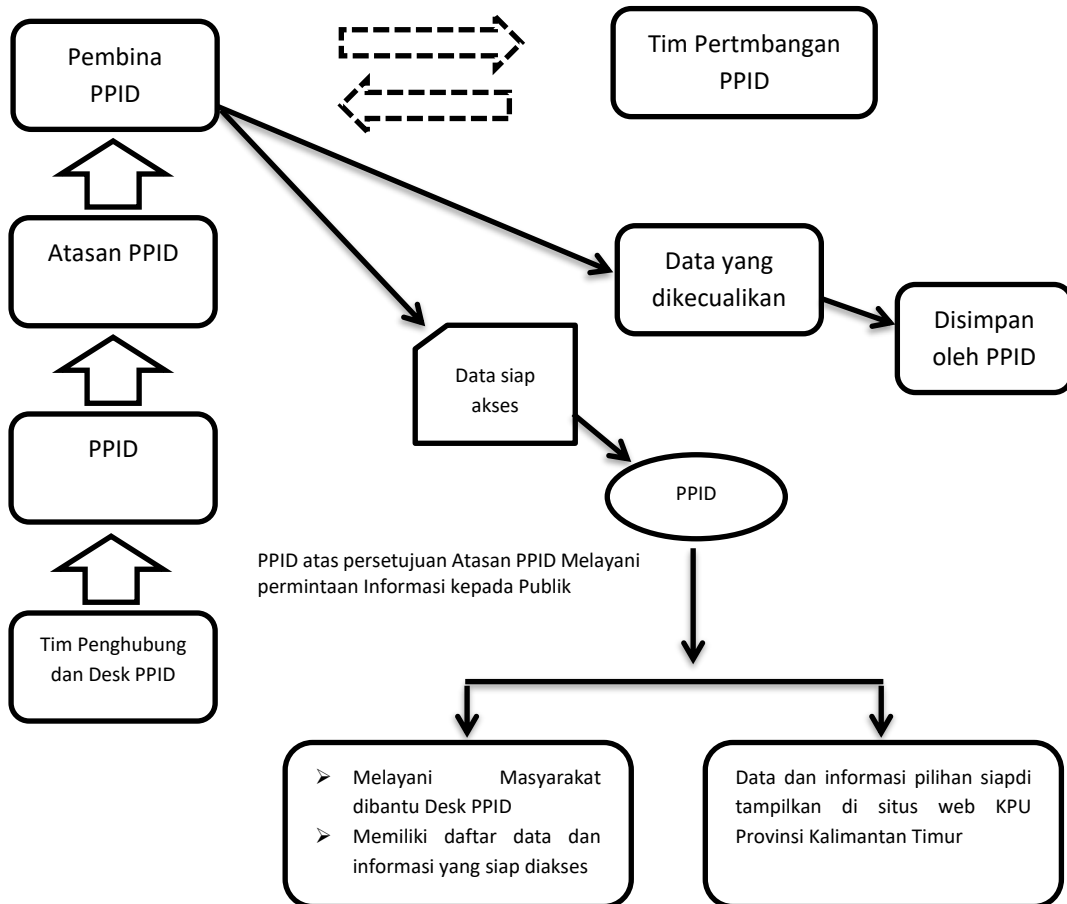 Pembina
PPID
Tim Pertmbangan
PPID
Atasan PPID
Data yang
dikecualikan
Disimpan
oleh PPID
Data siap
akses
PPID
PPID
PPID atas persetujuan Atasan PPID Melayani
permintaan Informasi kepada Publik
Tim Penghubung
dan Desk PPID
➢ Melayani Masyarakat
dibantu Desk PPID
➢ Memiliki daftar data dan
informasi yang siap diakses
Data dan informasi pilihan siapdi
tampilkan di situs web KPU
Provinsi Kalimantan Timur